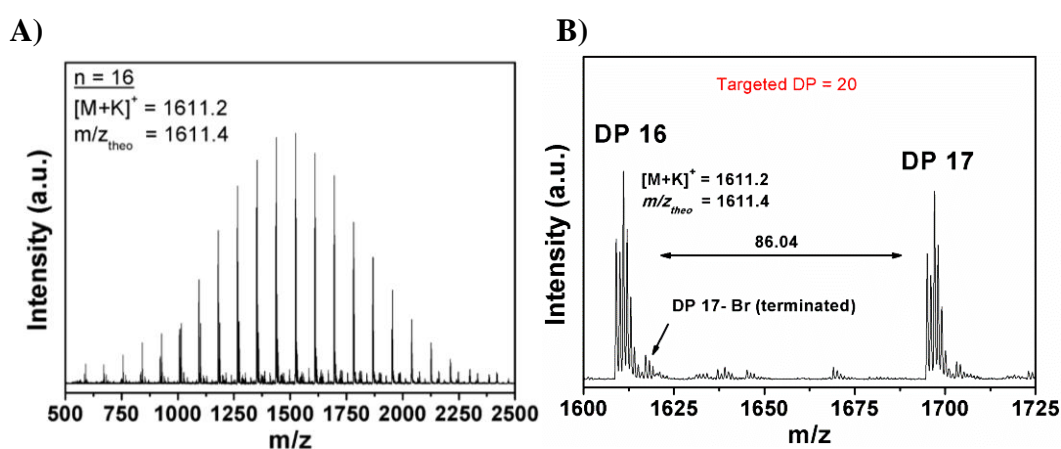 A)
n = 16
[M+K]⁺ = 1611.2
m/z_theo = 1611.4
Intensity (a.u.)
500 750 1000 1250 1500 1750 2000 2250 2500
m/z
B)
Targeted DP = 20
DP 16
DP 17
[M+K]⁺ = 1611.2
m/z_theo = 1611.4
86.04
DP 17- Br (terminated)
Intensity (a.u.)
1600 1625 1650 1675 1700 1725
m/z